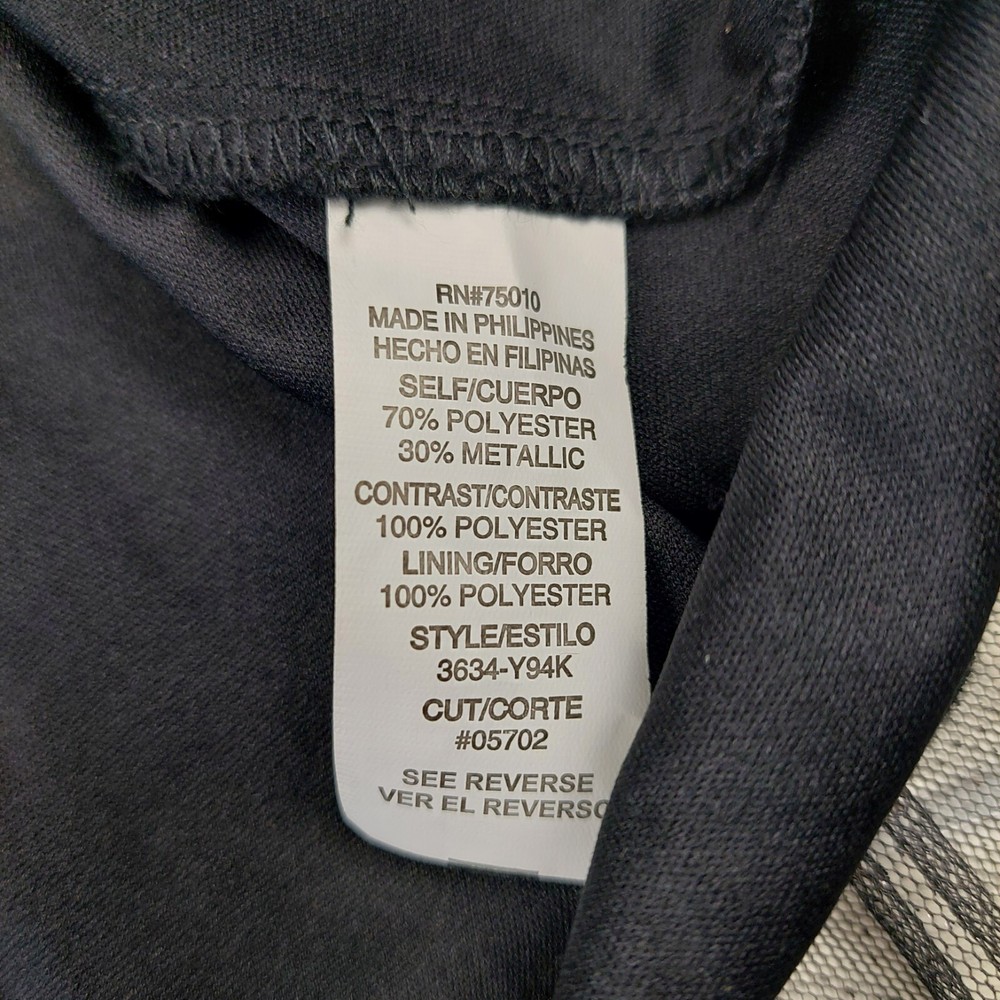 RN#75010
MADE IN PHILIPPINES
HECHO EN FILIPINAS
SELF/CUERPO
70% POLYESTER
30% METALLIC
CONTRAST/CONTRASTE
100% POLYESTER
LINING/FORRO
100% POLYESTER
STYLE/ESTILO
3634-Y94K
CUT/CORTE
#05702
SEE REVERSE
VER EL REVERSO